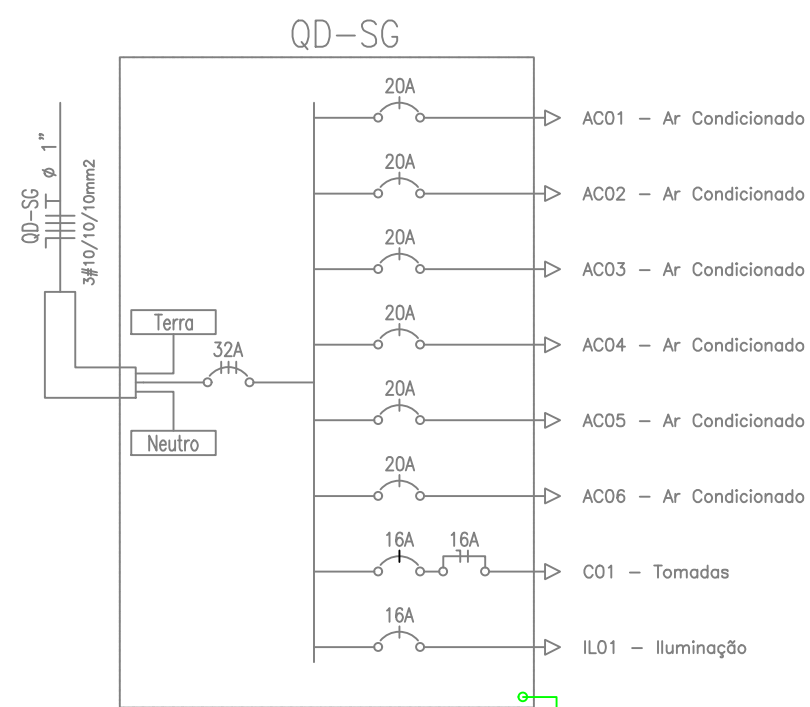 QD-SG
20A
AC01 - Ar Condicionado
20A
AC02 - Ar Condicionado
20A
AC03 - Ar Condicionado
20A
AC04 - Ar Condicionado
20A
AC05 - Ar Condicionado
20A
AC06 - Ar Condicionado
16A 16A
C01 - Tomadas
16A
IL01 - Iluminação
QD-SG ø 1"
3#10/10/10mm2
Terra
32A
Neutro